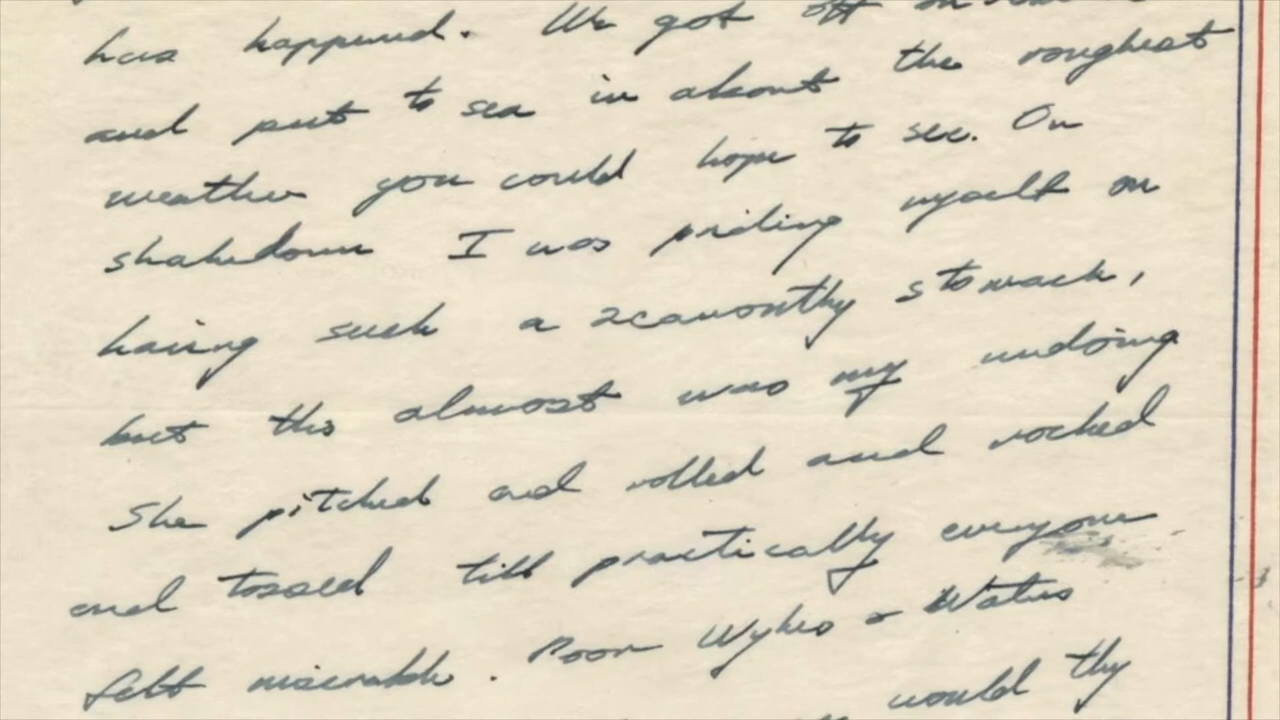 has happened. We got off on
and put to sea in about the roughest
weather you could hope to see. On
shakedown I was priding myself on
having such a seaworthy stomach,
but this almost was my undoing
She pitched and rolled and rocked
and tossed till practically everyone
felt miserable. Poor Wykes & Waters
would they